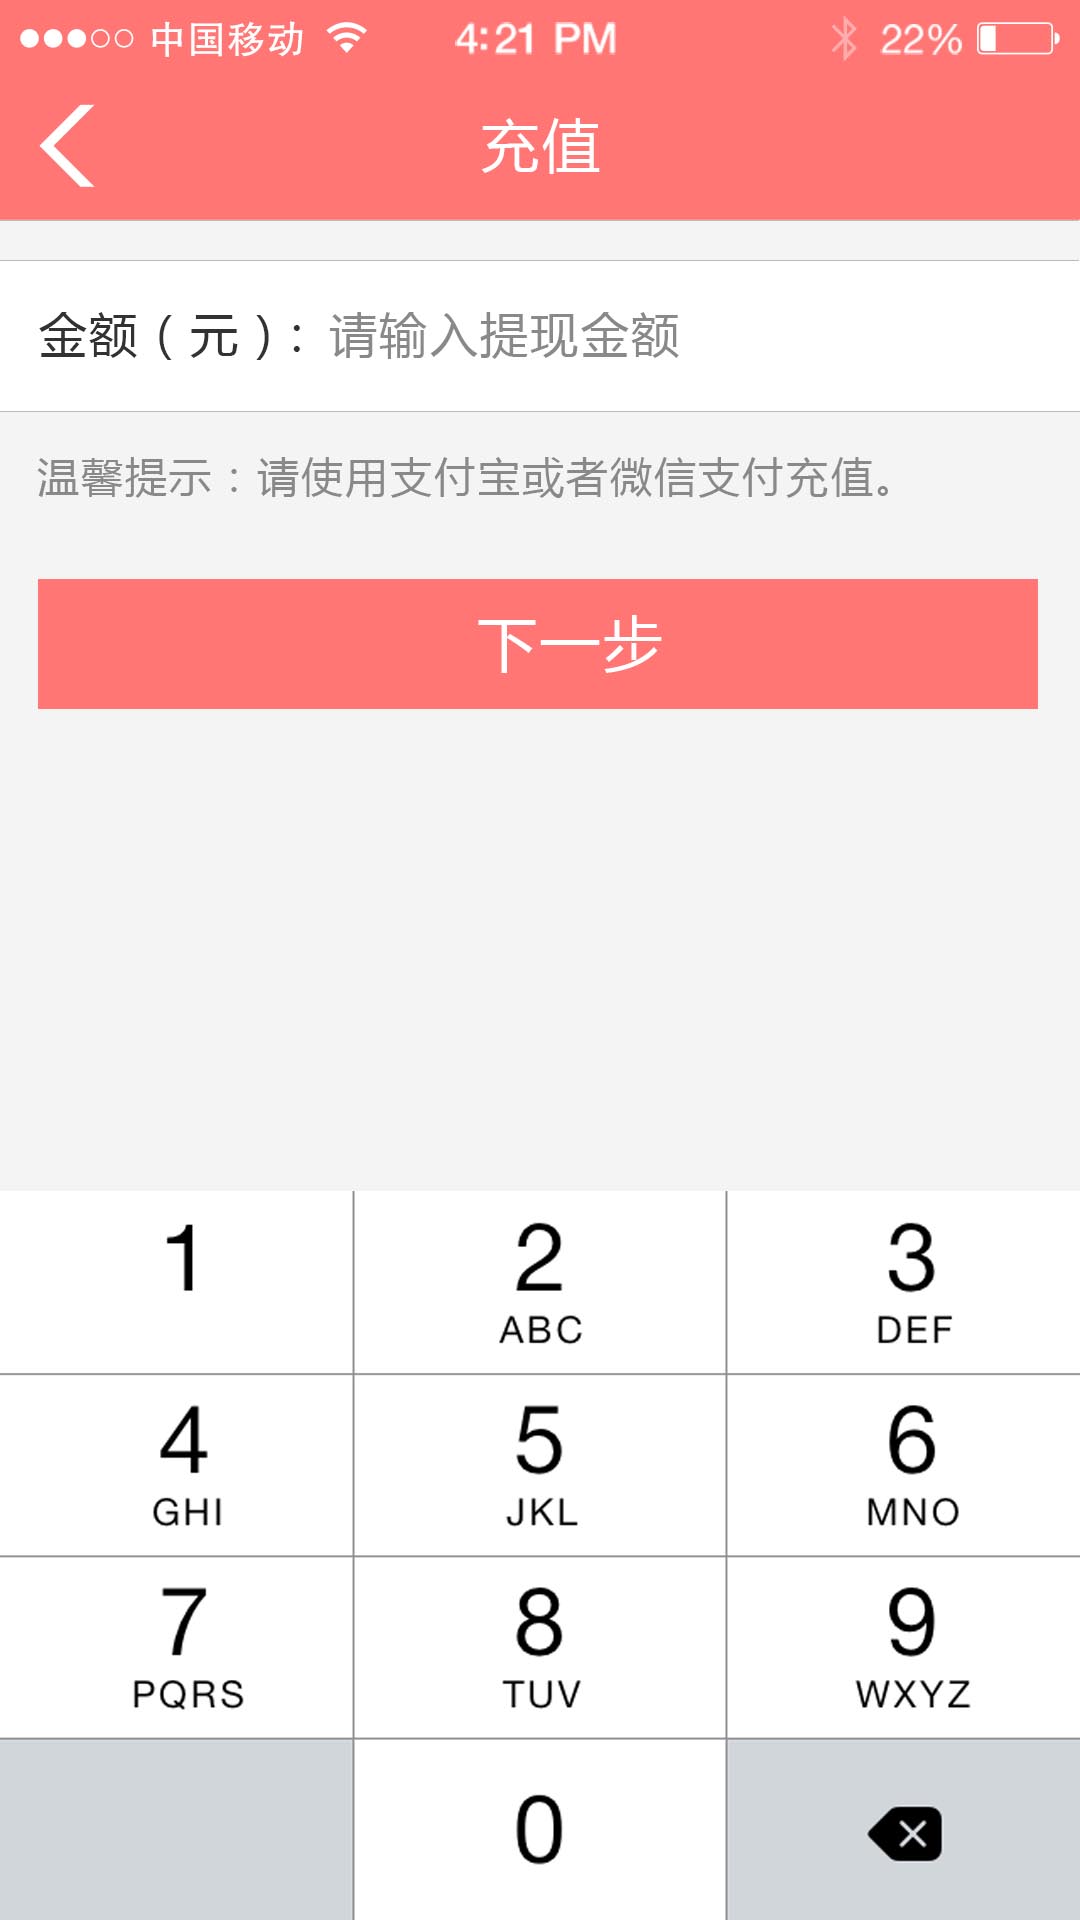 中国移动 4:21 PM 22%
充值
金额（元）：请输入提现金额
温馨提示：请使用支付宝或者微信支付充值。
下一步
1 2 3
ABC DEF
4 5 6
GHI JKL MNO
7 8 9
PQRS TUV WXYZ
0